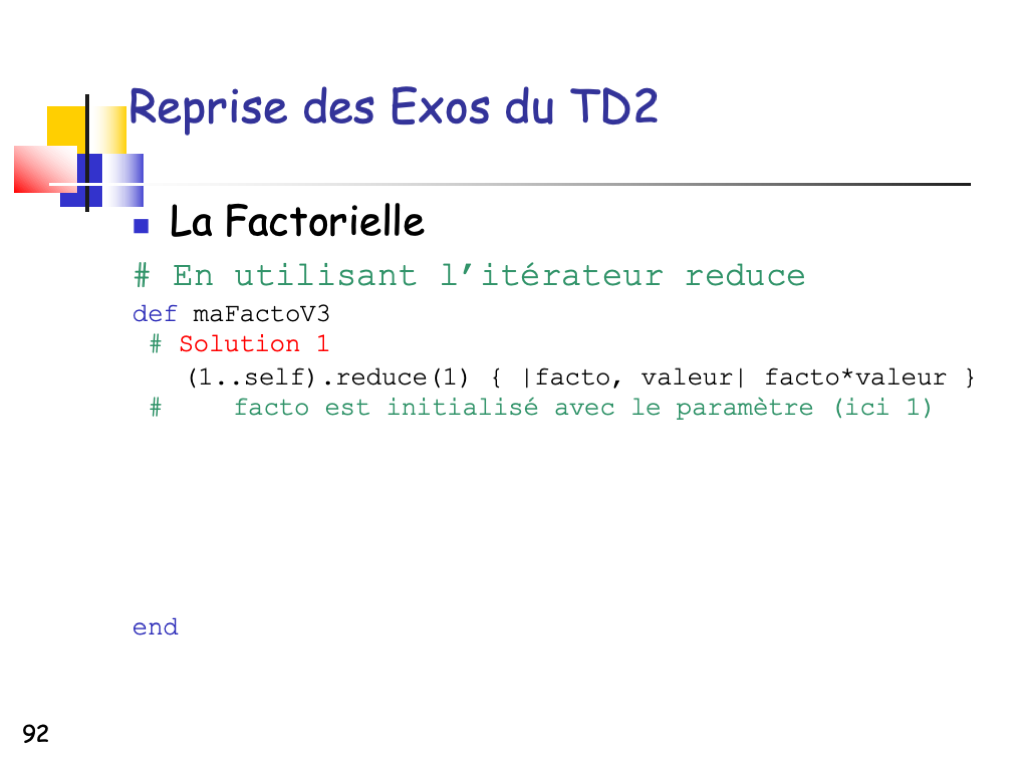 Reprise des Exos du TD2
La Factorielle
# En utilisant l’itérateur reduce
def maFactoV3
# Solution 1
(1..self).reduce(1) { |facto, valeur| facto*valeur }
# facto est initialisé avec le paramètre (ici 1)
end
92